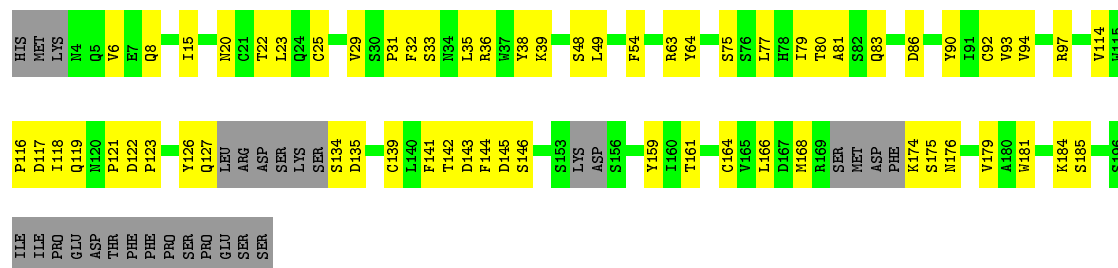 HIS MET LYS N4 Q5 V6 E7 Q8 I15 N20 C21 T22 L23 Q24 C25 V29 S30 P31 F32 S33 N34 L35 R36 W37 Y38 K39 S48 L49 F54 R63 Y64 S75 S76 L77 H78 I79 T80 A81 S82 Q83 D86 Y90 I91 C92 V93 V94 R97 V114 W115
P116 D117 I118 Q119 N120 P121 D122 P123 Y126 Q127 LEU ARG ASP SER LYS SER S134 D135 C139 L140 F141 T142 D143 F144 D145 S146 S153 LYS ASP S156 Y159 I160 T161 C164 V165 L166 D167 M168 R169 SER MET ASP PHE K174 S175 N176 V179 A180 W181 K184 S185 S196
ILE ILE PRO GLU ASP THR PHE PHE PRO SER PRO GLU SER SER